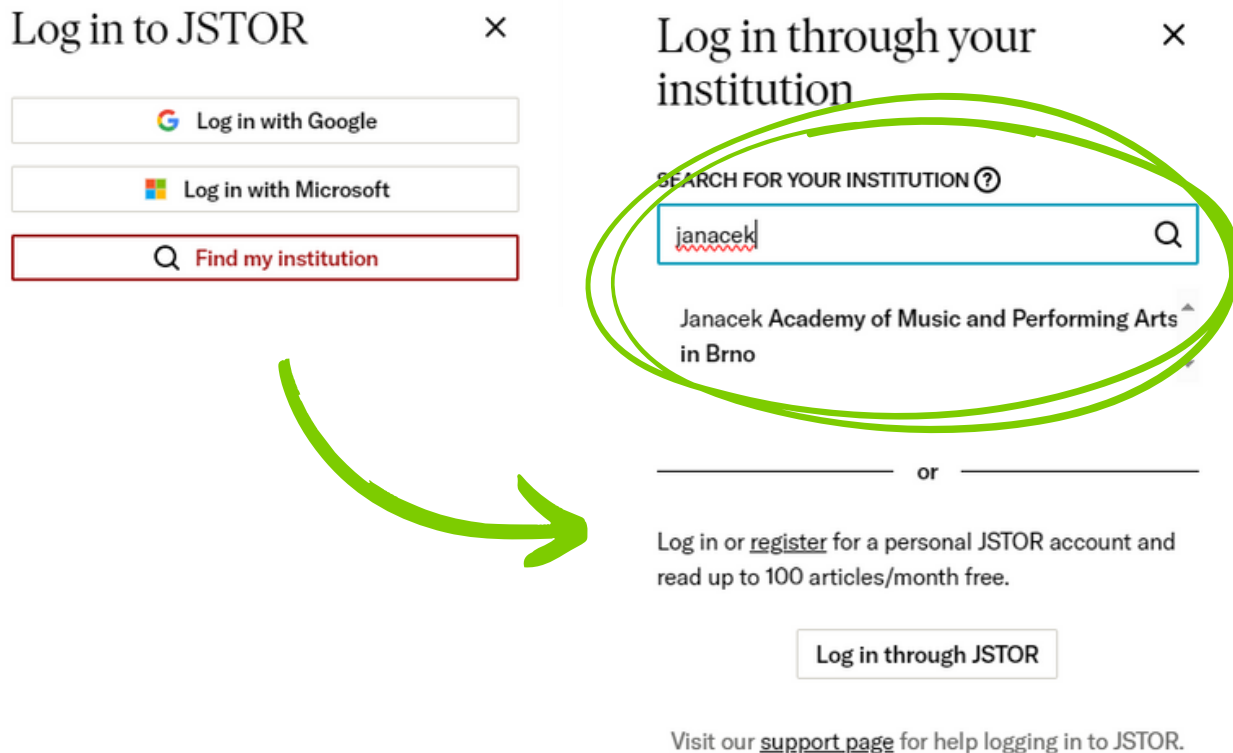 Log in to JSTOR
Log in with Google
Log in with Microsoft
Find my institution
Log in through your
institution
SEARCH FOR YOUR INSTITUTION
janacek
Janacek Academy of Music and Performing Arts
in Brno
or
Log in or register for a personal JSTOR account and
read up to 100 articles/month free.
Log in through JSTOR
Visit our support page for help logging in to JSTOR.